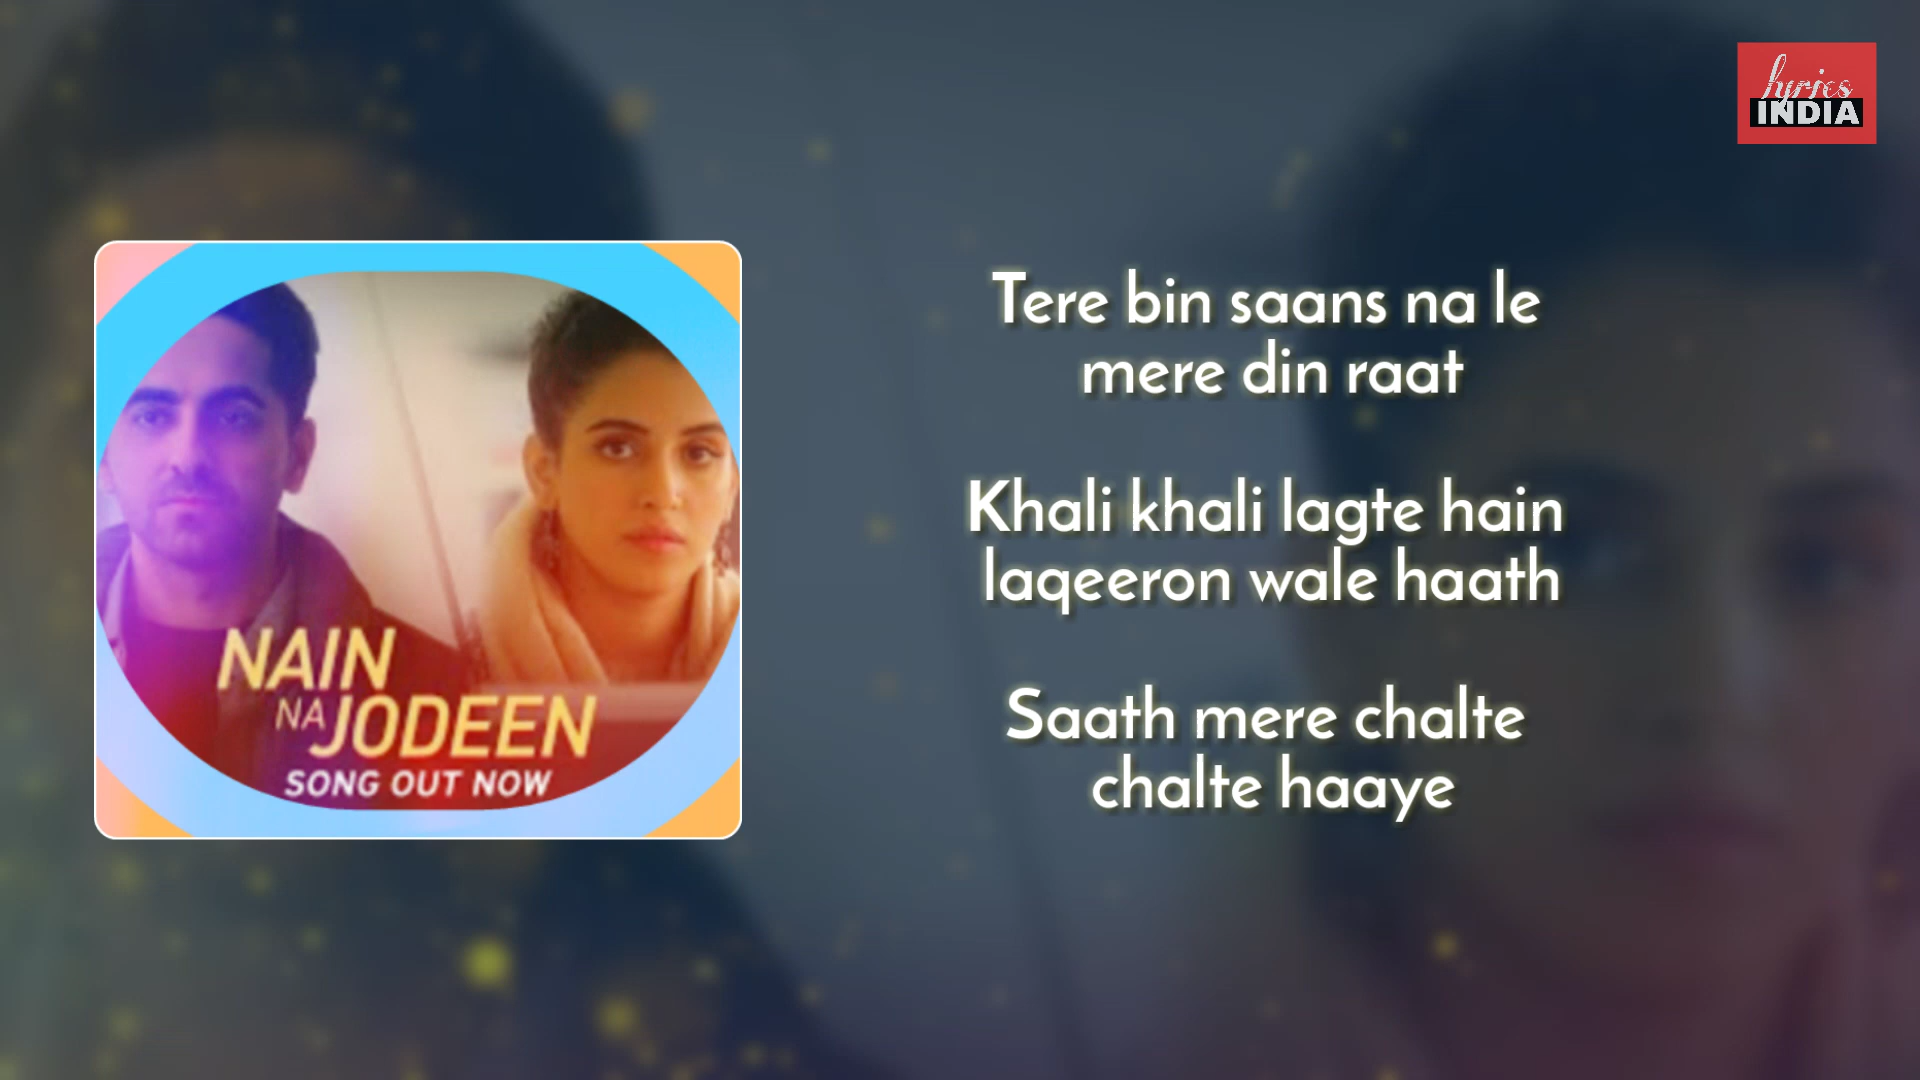 lyrics
INDIA
Tere bin saans na le
mere din raat
Khali khali lagte hain
laqeeron wale haath
Saath mere chalte
chalte haaye
NAIN
NA JODEEN
SONG OUT NOW